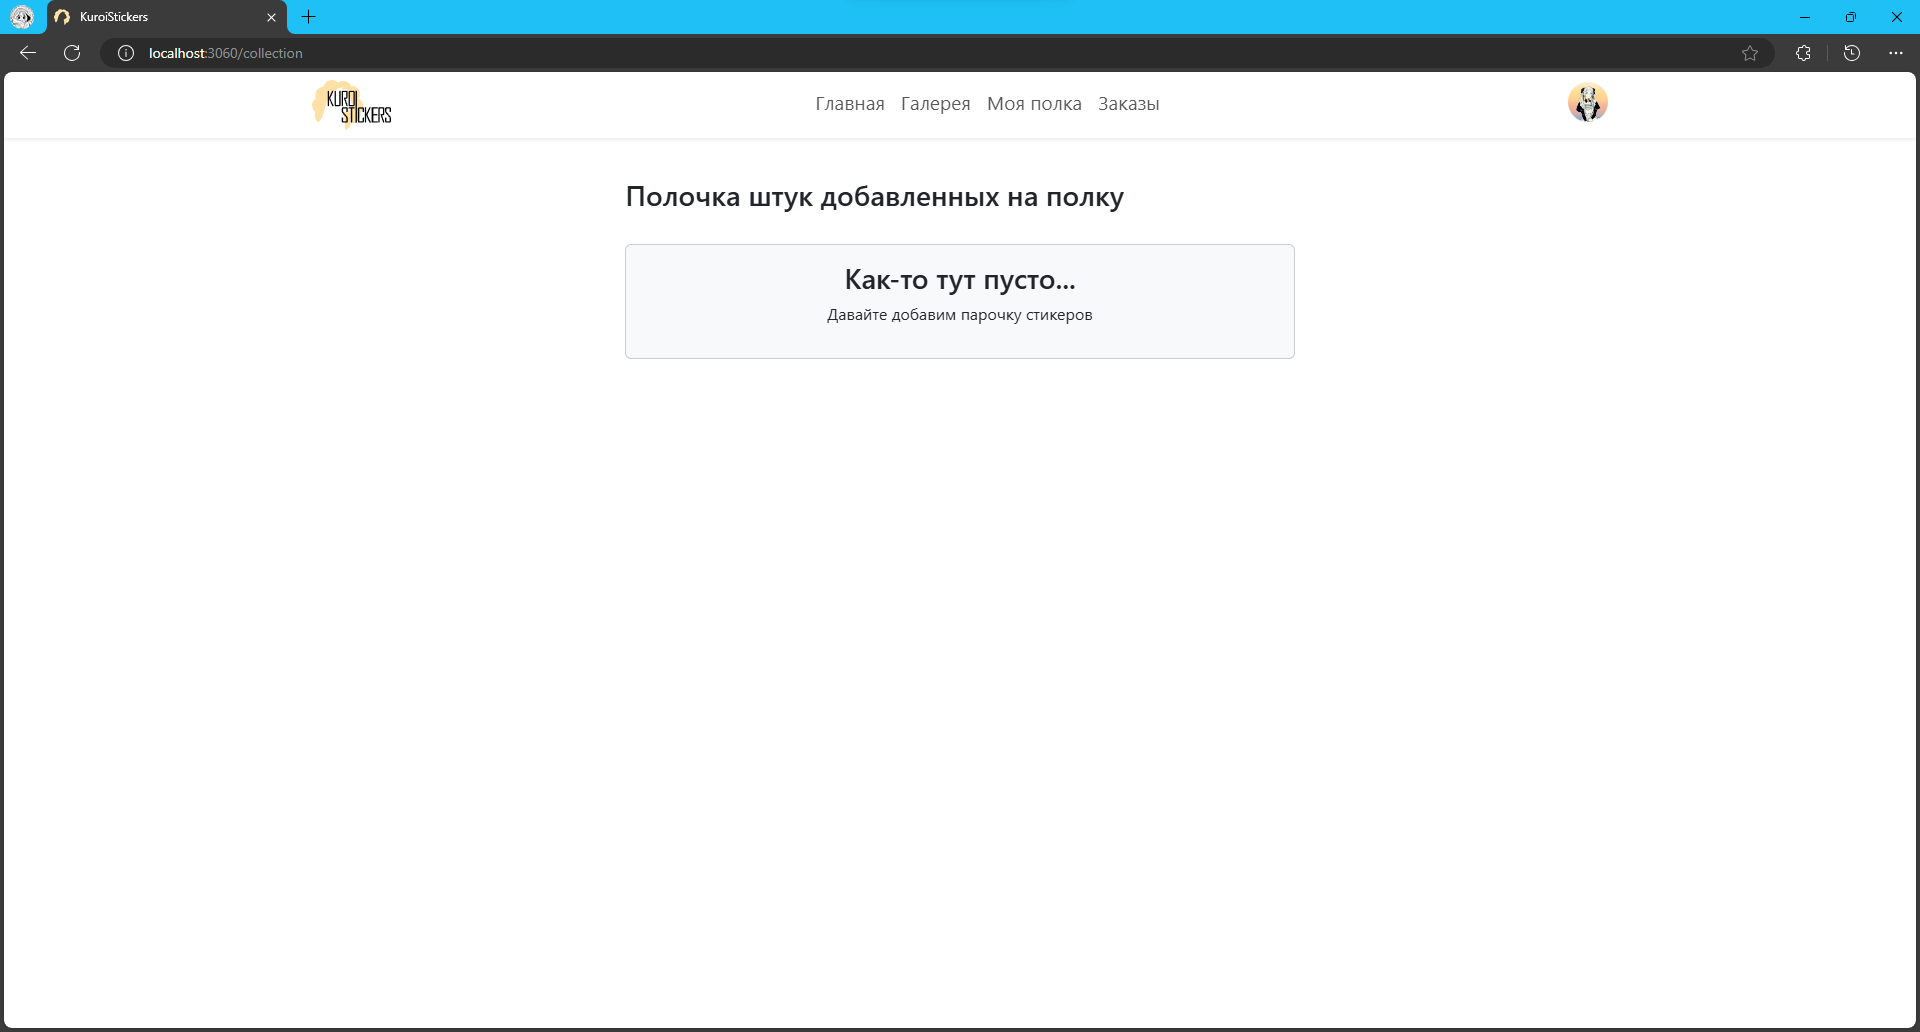 KuroiStickers
localhost:3060/collection
KUROI
STICKERS
Главная Галерея Моя полка Заказы
Полочка штук добавленных на полку
Как-то тут пусто...
Давайте добавим парочку стикеров